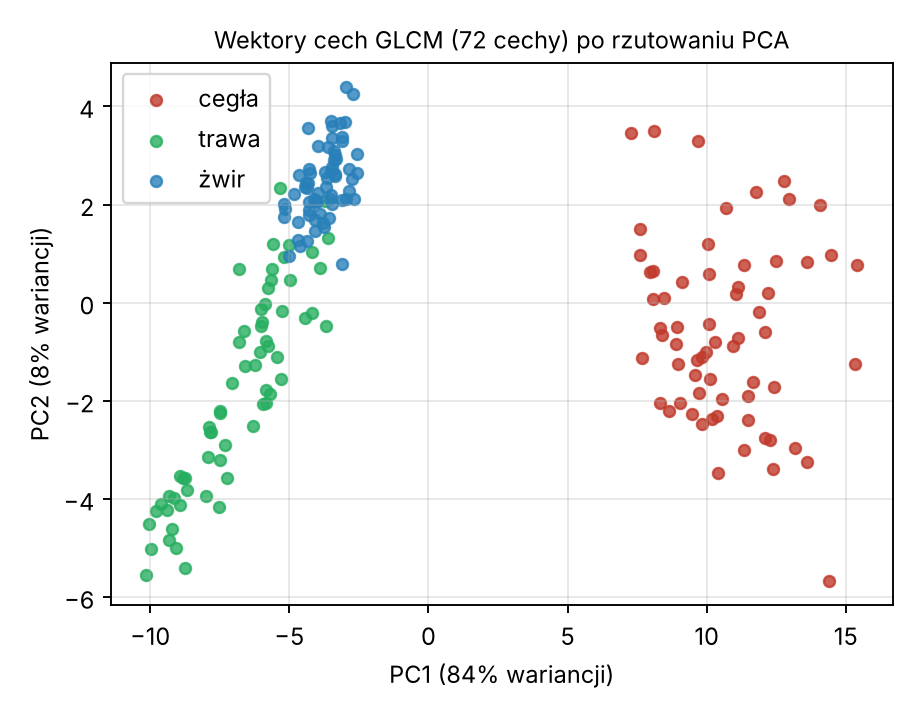 Wektory cech GLCM (72 cechy) po rzutowaniu PCA
cegła
trawa
żwir
4
2
0
−2
−4
−6
PC2 (8% wariancji)
−10
−5
0
5
10
15
PC1 (84% wariancji)